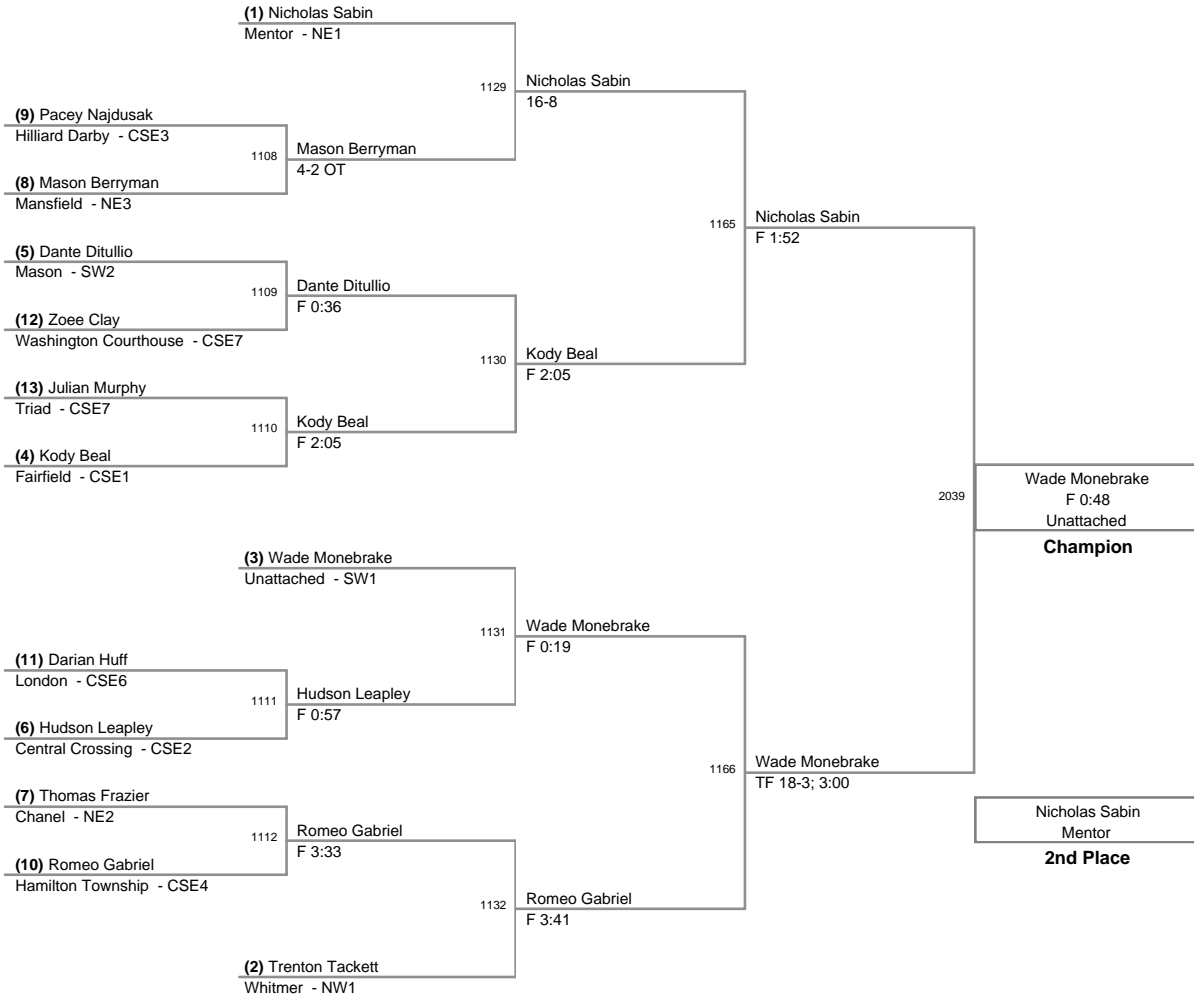 (1) Nicholas Sabin
Mentor - NE1
1129
Nicholas Sabin
16-8
(9) Pacey Najdusak
Hilliard Darby - CSE3
1108
Mason Berryman
4-2 OT
(8) Mason Berryman
Mansfield - NE3
1165
Nicholas Sabin
F 1:52
(5) Dante Ditullio
Mason - SW2
1109
Dante Ditullio
F 0:36
(12) Zoee Clay
Washington Courthouse - CSE7
1130
Kody Beal
F 2:05
(13) Julian Murphy
Triad - CSE7
1110
Kody Beal
F 2:05
(4) Kody Beal
Fairfield - CSE1
2039
Wade Monebrake
F 0:48
Unattached
Champion
(3) Wade Monebrake
Unattached - SW1
1131
Wade Monebrake
F 0:19
(11) Darian Huff
London - CSE6
1111
Hudson Leapley
F 0:57
(6) Hudson Leapley
Central Crossing - CSE2
1166
Wade Monebrake
TF 18-3; 3:00
(7) Thomas Frazier
Chanel - NE2
1112
Romeo Gabriel
F 3:33
(10) Romeo Gabriel
Hamilton Township - CSE4
Nicholas Sabin
Mentor
2nd Place
1132
Romeo Gabriel
F 3:41
(2) Trenton Tackett
Whitmer - NW1